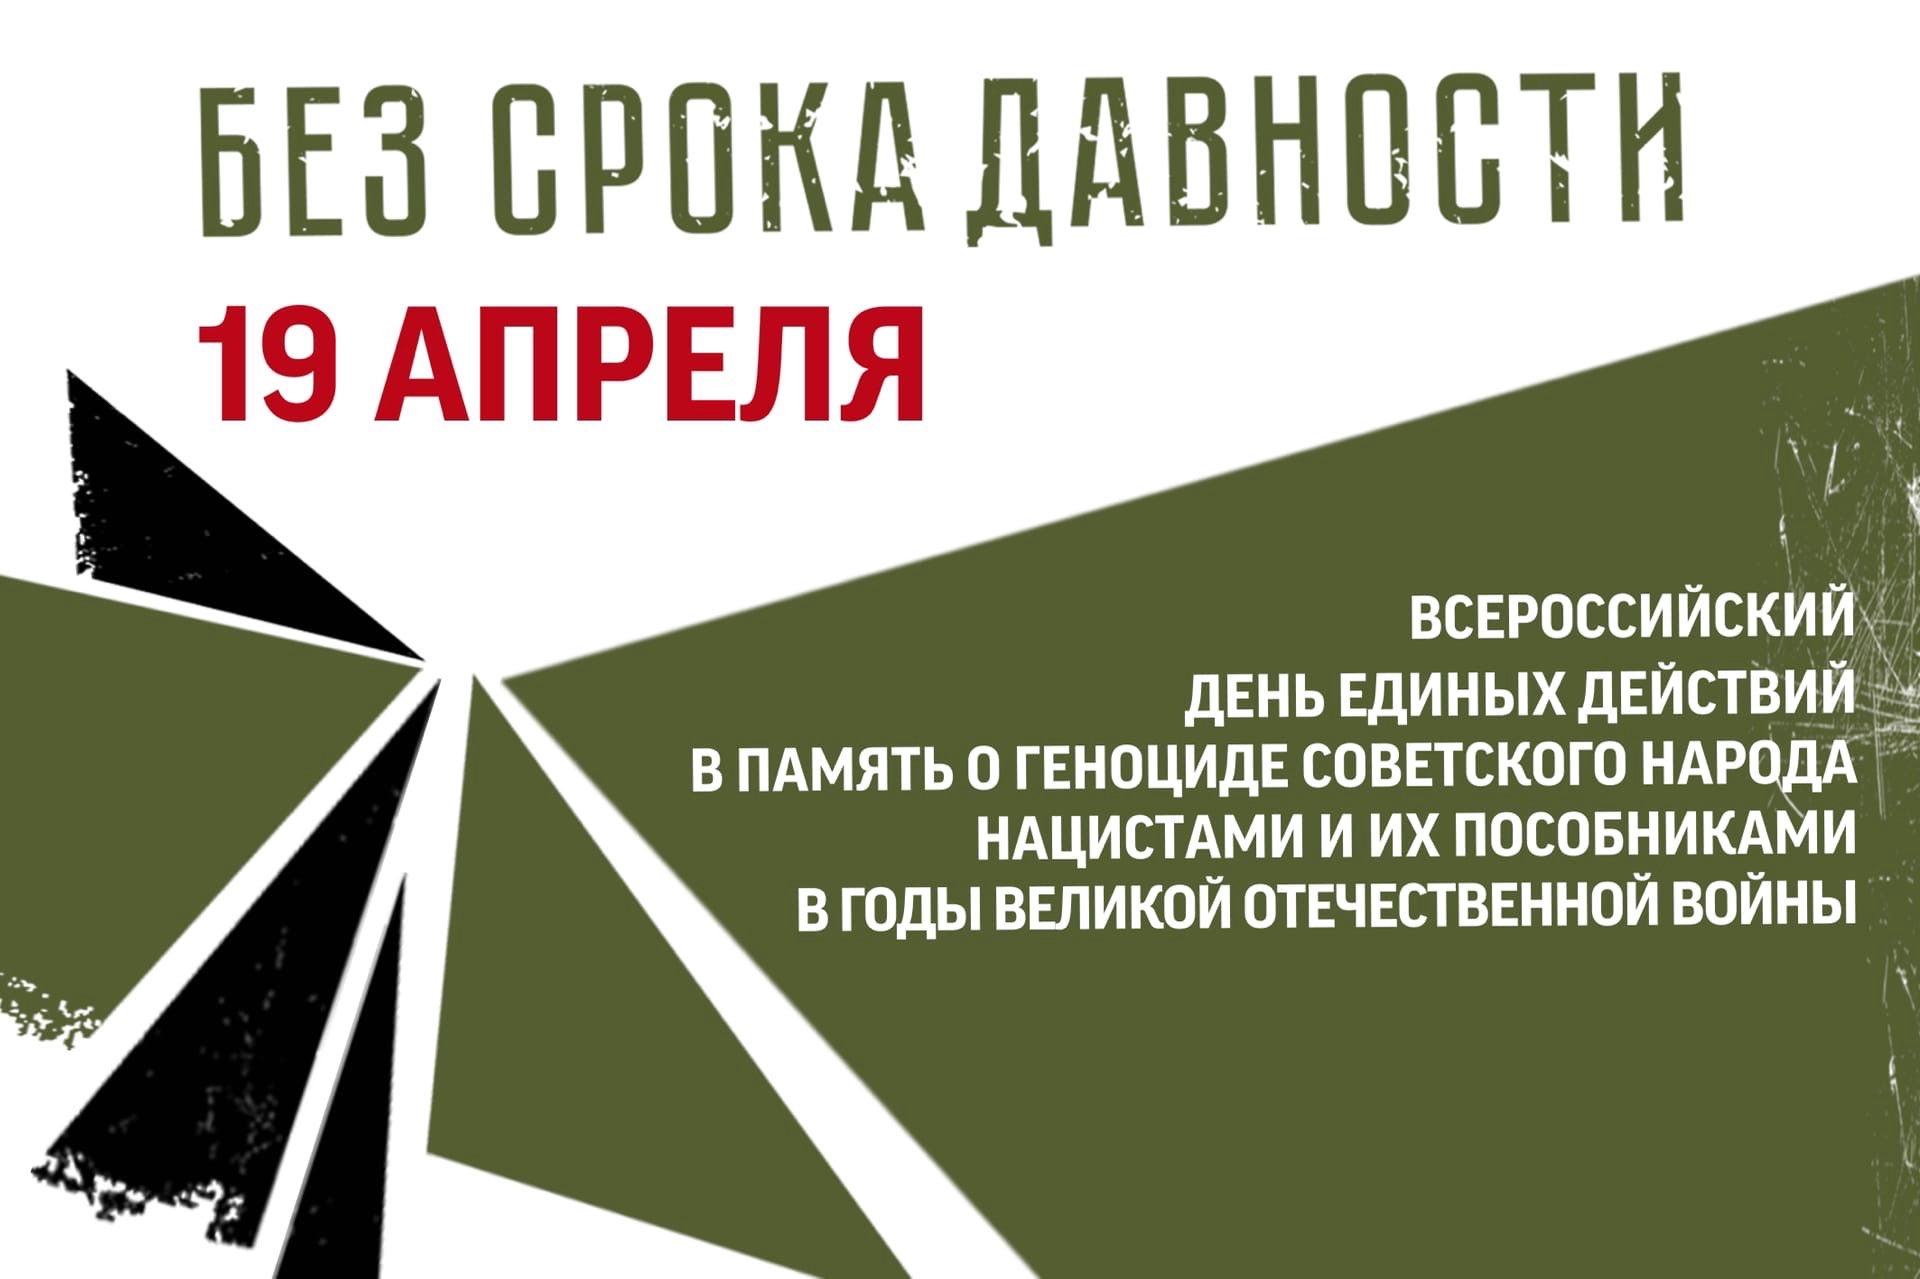 БЕЗ СРОКА ДАВНОСТИ
19 АПРЕЛЯ
ВСЕРОССИЙСКИЙ
ДЕНЬ ЕДИНЫХ ДЕЙСТВИЙ
В ПАМЯТЬ О ГЕНОЦИДЕ СОВЕТСКОГО НАРОДА
НАЦИСТАМИ И ИХ ПОСОБНИКАМИ
В ГОДЫ ВЕЛИКОЙ ОТЕЧЕСТВЕННОЙ ВОЙНЫ